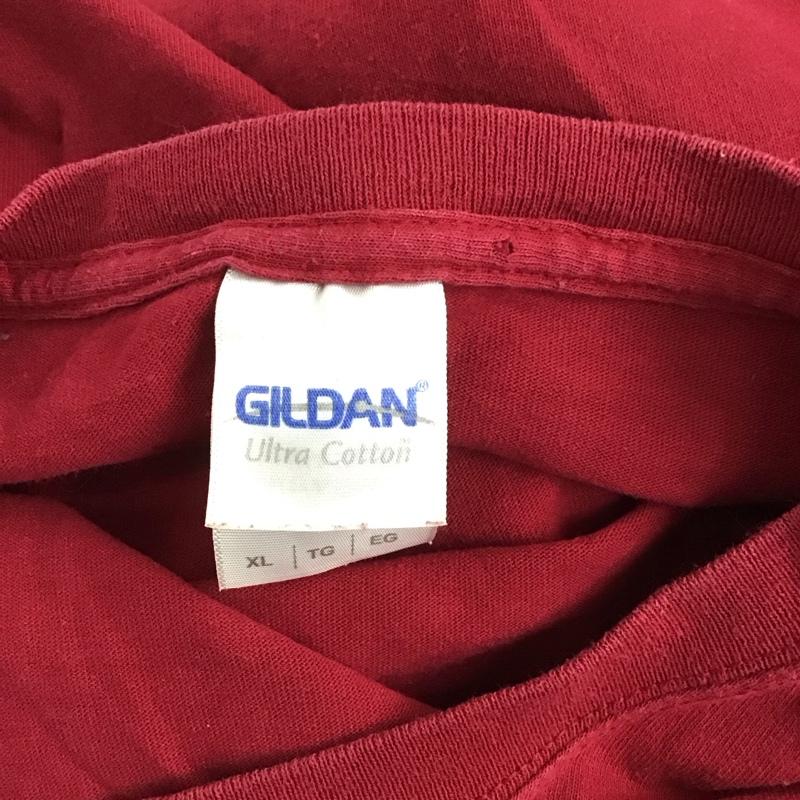 GILDAN®
Ultra Cotton
XL | TG | EG